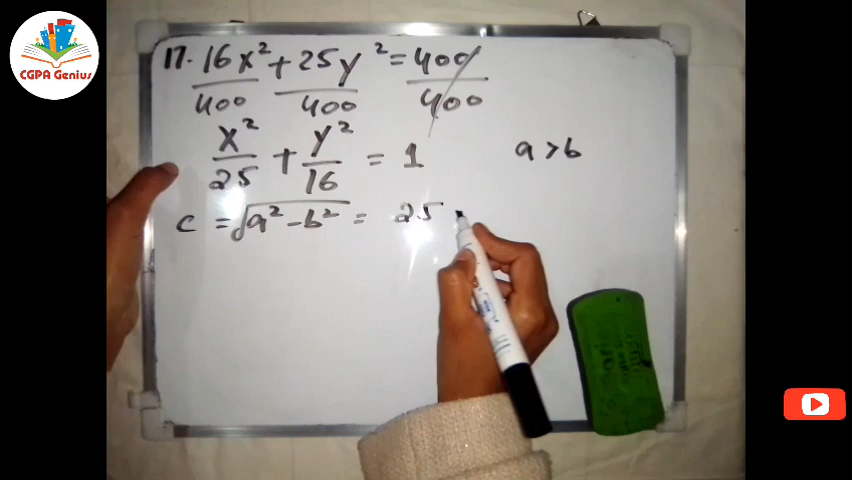 CGPA Genius
17. 16x² + 25y² = 400
400 400 400
x² + y² = 1
25 16
a > b
c = √a² - b² = 25